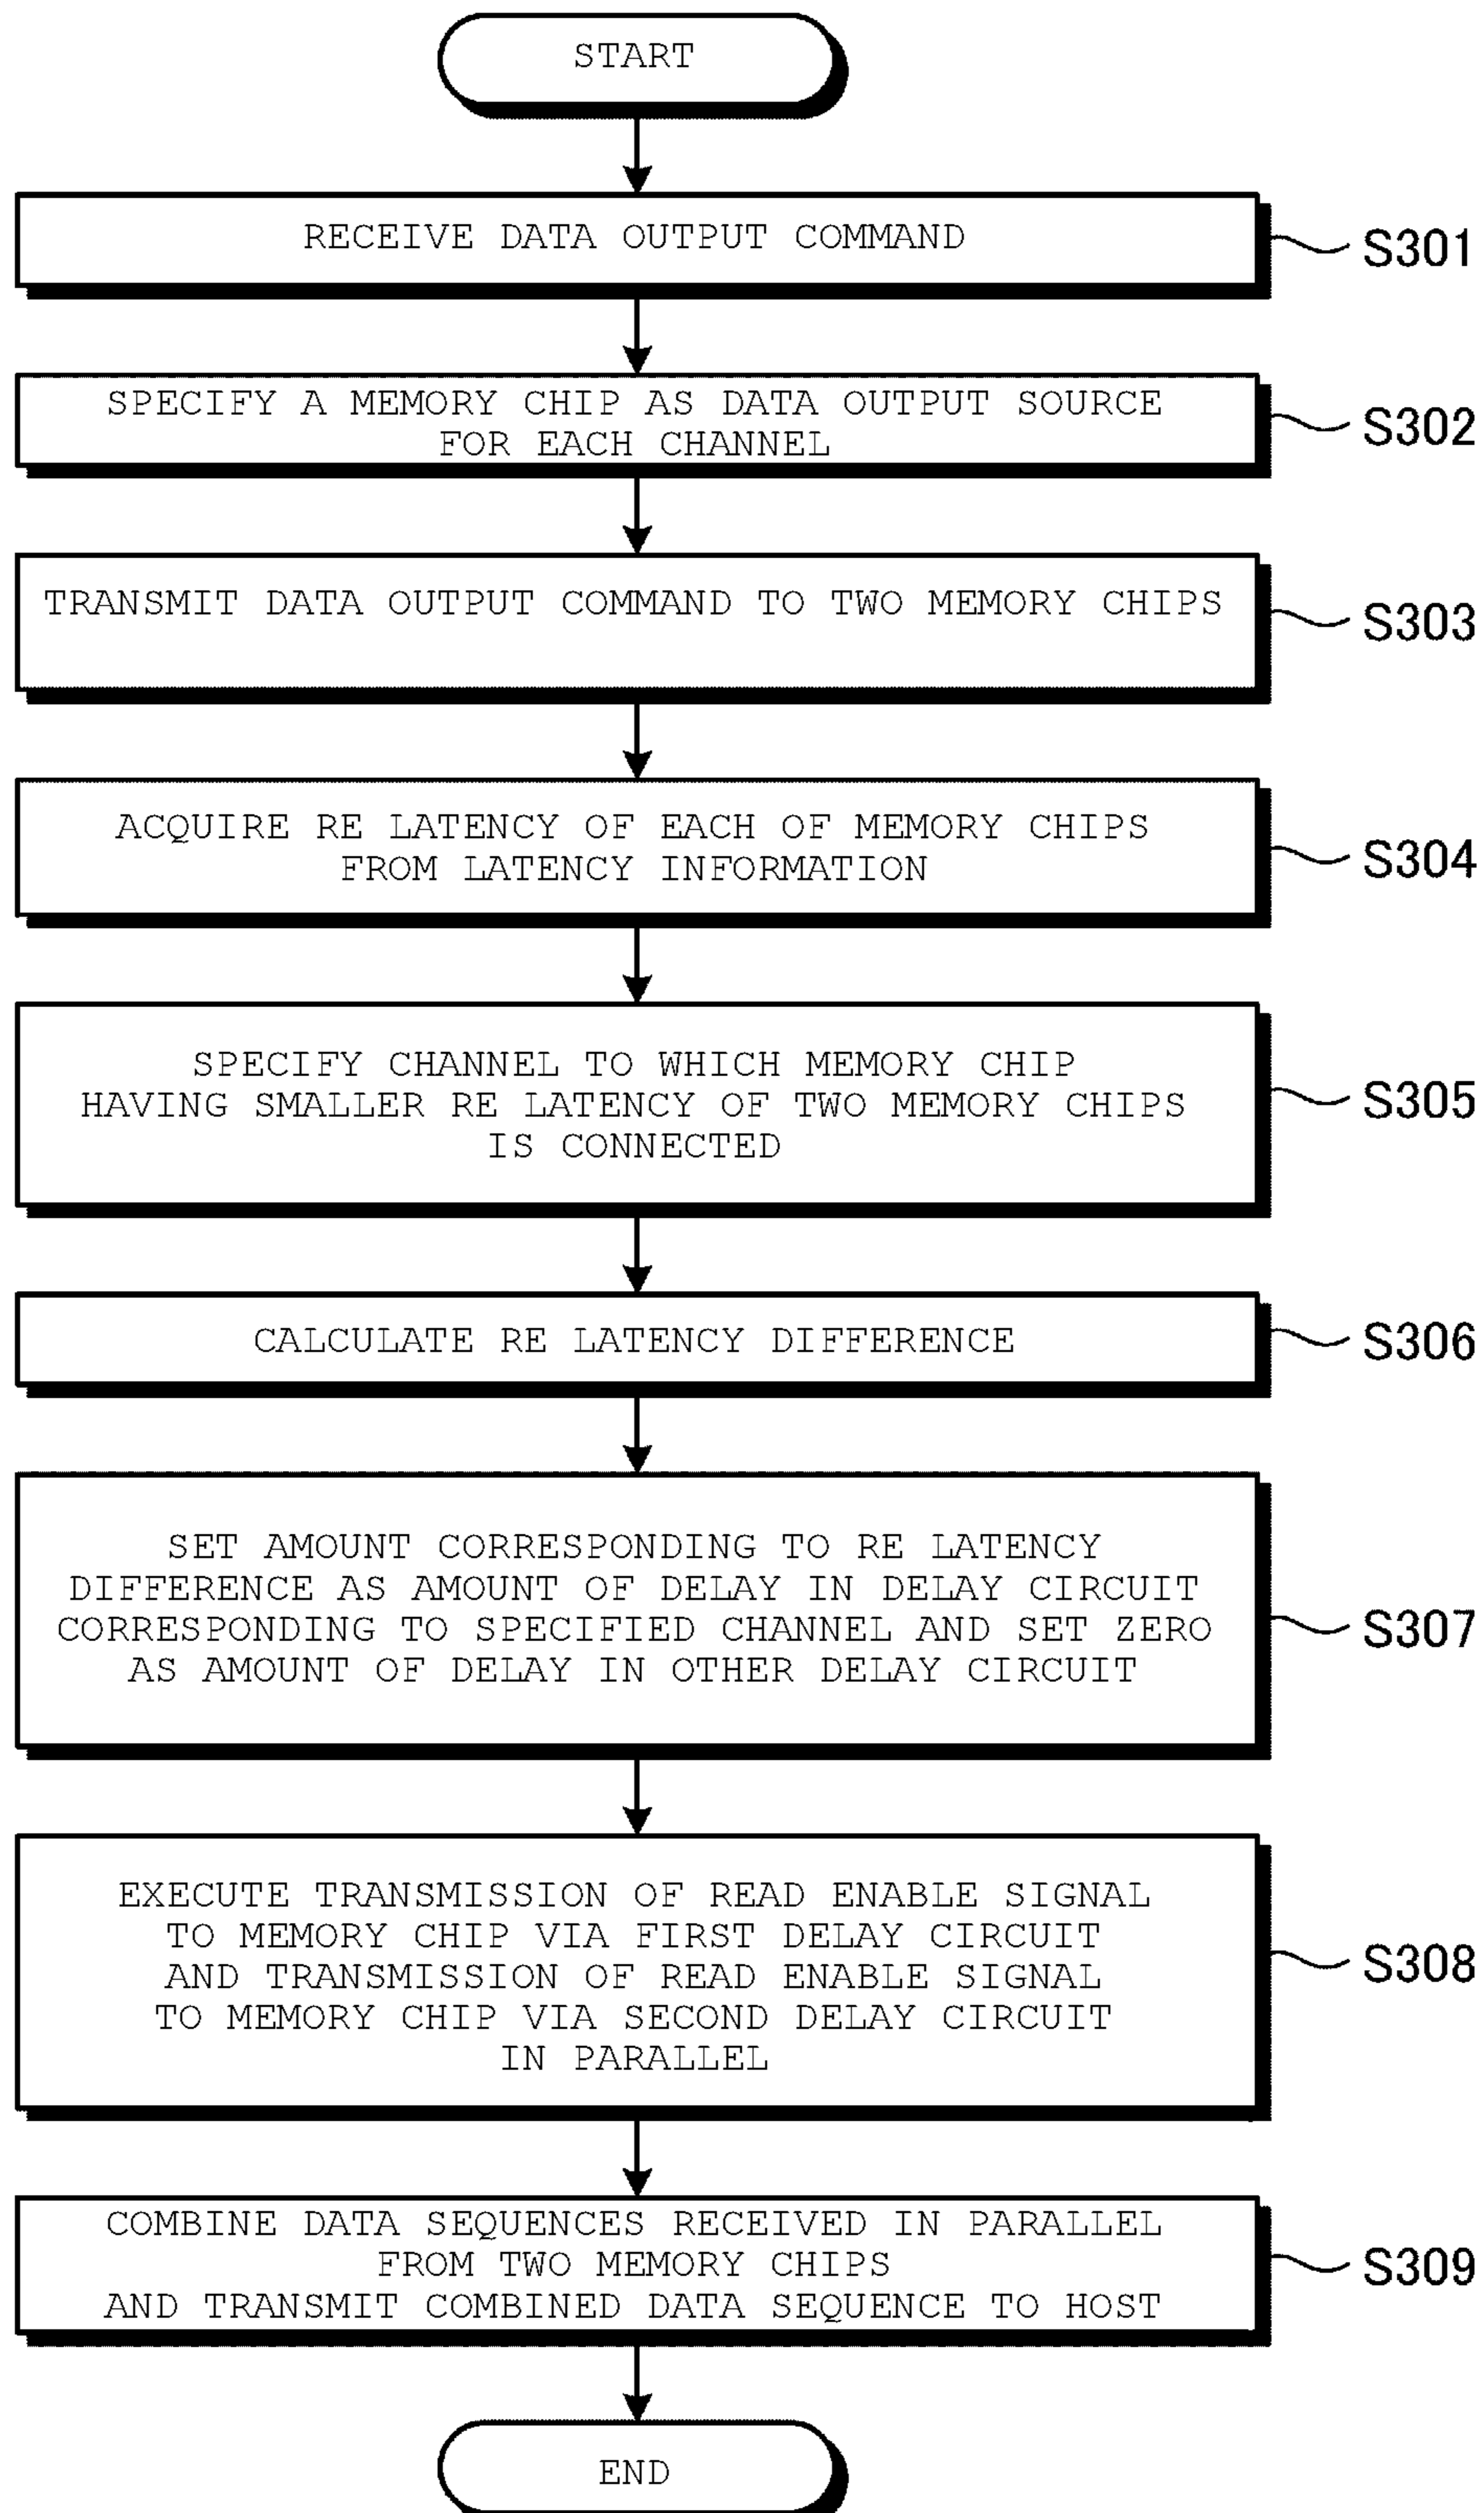 START
RECEIVE DATA OUTPUT COMMAND
S301
SPECIFY A MEMORY CHIP AS DATA OUTPUT SOURCE
FOR EACH CHANNEL
S302
TRANSMIT DATA OUTPUT COMMAND TO TWO MEMORY CHIPS
S303
ACQUIRE RE LATENCY OF EACH OF MEMORY CHIPS
FROM LATENCY INFORMATION
S304
SPECIFY CHANNEL TO WHICH MEMORY CHIP
HAVING SMALLER RE LATENCY OF TWO MEMORY CHIPS
IS CONNECTED
S305
CALCULATE RE LATENCY DIFFERENCE
S306
SET AMOUNT CORRESPONDING TO RE LATENCY
DIFFERENCE AS AMOUNT OF DELAY IN DELAY CIRCUIT
CORRESPONDING TO SPECIFIED CHANNEL AND SET ZERO
AS AMOUNT OF DELAY IN OTHER DELAY CIRCUIT
S307
EXECUTE TRANSMISSION OF READ ENABLE SIGNAL
TO MEMORY CHIP VIA FIRST DELAY CIRCUIT
AND TRANSMISSION OF READ ENABLE SIGNAL
TO MEMORY CHIP VIA SECOND DELAY CIRCUIT
IN PARALLEL
S308
COMBINE DATA SEQUENCES RECEIVED IN PARALLEL
FROM TWO MEMORY CHIPS
AND TRANSMIT COMBINED DATA SEQUENCE TO HOST
S309
END